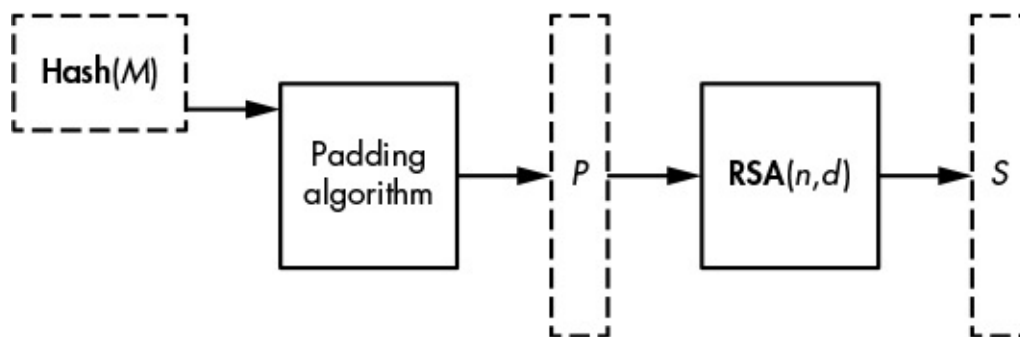 Hash(M)
Padding
algorithm
P
RSA(n,d)
S